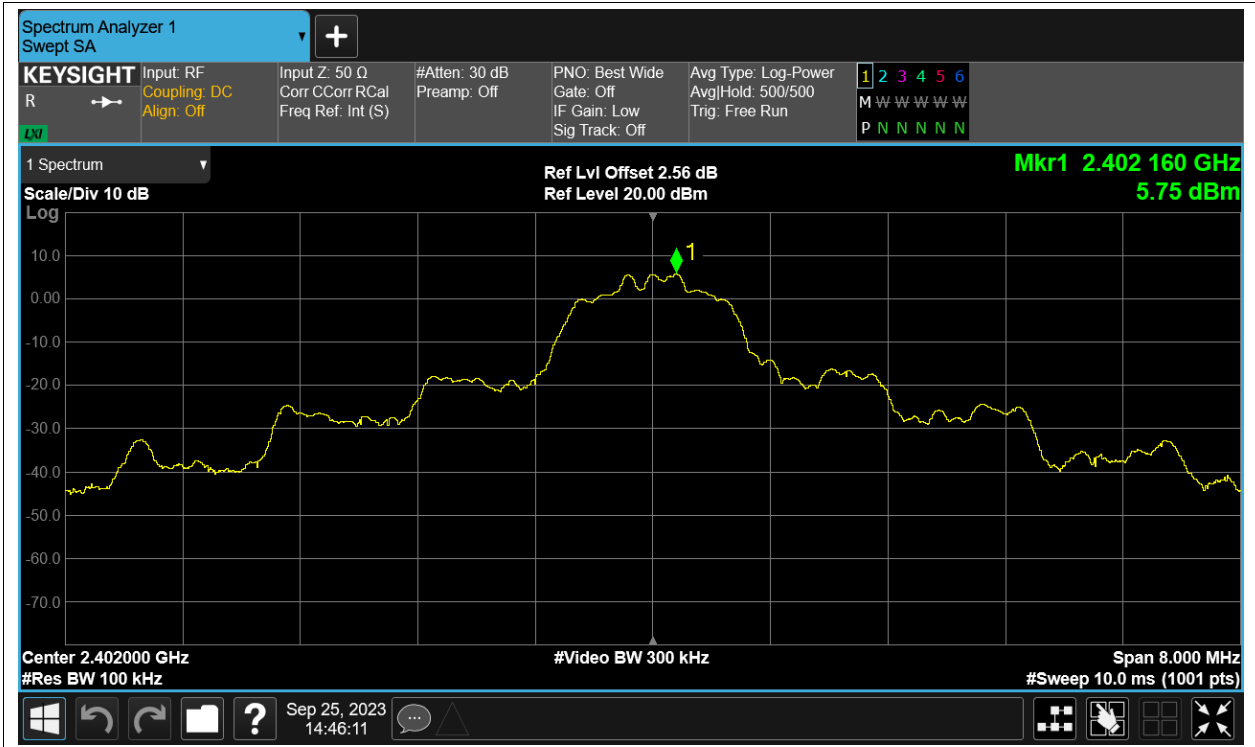 Spectrum Analyzer 1
Swept SA
KEYSIGHT
R
LXI
Input: RF
Coupling: DC
Align: Off
Input Z: 50 Ω
Corr CCorr RCal
Freq Ref: Int (S)
#Atten: 30 dB
Preamp: Off
PNO: Best Wide
Gate: Off
IF Gain: Low
Sig Track: Off
Avg Type: Log-Power
Avg|Hold: 500/500
Trig: Free Run
1 2 3 4 5 6
M W W W W W
P N N N N N
1 Spectrum
Scale/Div 10 dB
Log
Ref Lvl Offset 2.56 dB
Ref Level 20.00 dBm
Mkr1 2.402 160 GHz
5.75 dBm
1
10.0
0.00
-10.0
-20.0
-30.0
-40.0
-50.0
-60.0
-70.0
Center 2.402000 GHz
#Res BW 100 kHz
#Video BW 300 kHz
Span 8.000 MHz
#Sweep 10.0 ms (1001 pts)
?
Sep 25, 2023
14:46:11